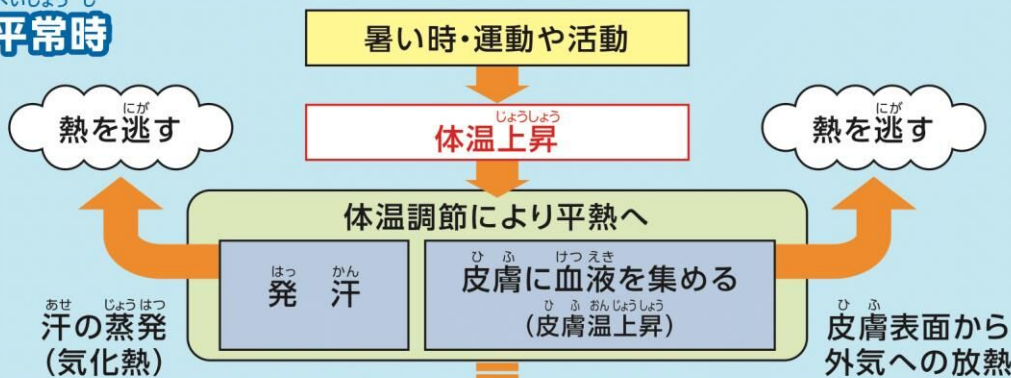 平常時
暑い時・運動や活動
体温上昇
熱を逃す
熱を逃す
体温調節により平熱へ
発汗
皮膚に血液を集める
(皮膚温上昇)
汗の蒸発
(気化熱)
皮膚表面から
外気への放熱